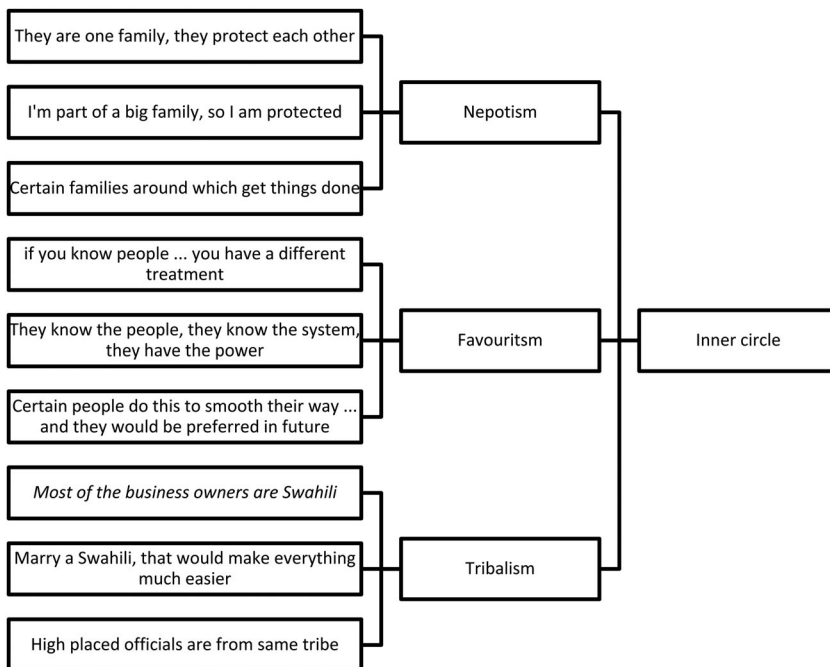 They are one family, they protect each other
I'm part of a big family, so I am protected
Certain families around which get things done
Nepotism
if you know people ... you have a different
treatment
They know the people, they know the system,
they have the power
Certain people do this to smooth their way ...
and they would be preferred in future
Favouritsm
Most of the business owners are Swahili
Marry a Swahili, that would make everything
much easier
High placed officials are from same tribe
Tribalism
Inner circle